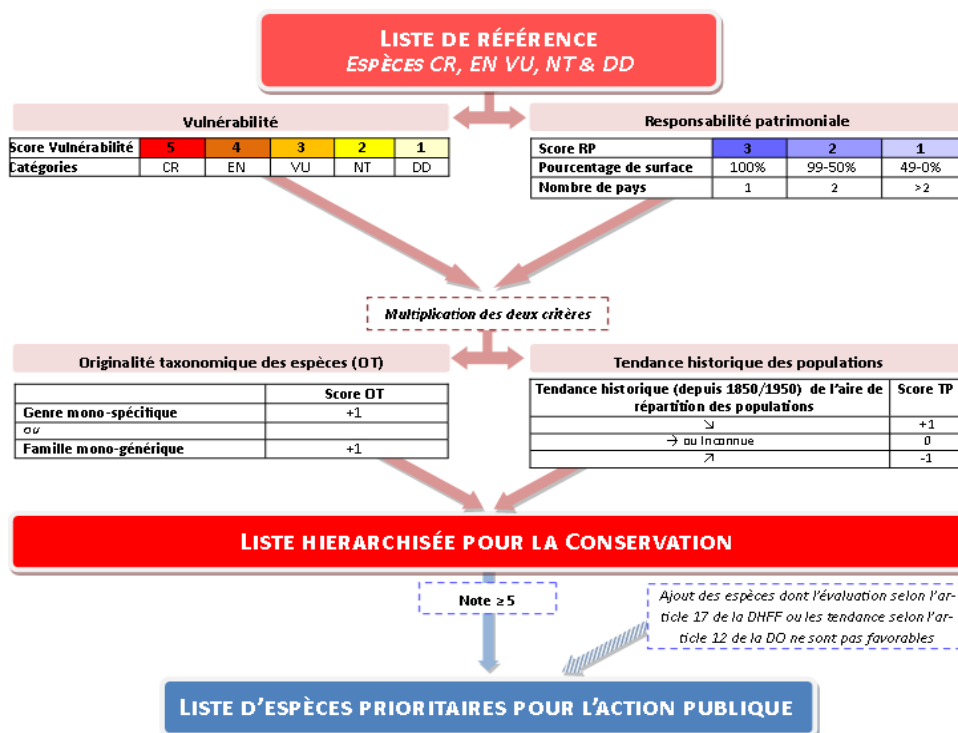 LISTE DE RÉFÉRENCE
ESPÈCES CR, EN VU, NT & DD
Vulnérabilité
Score Vulnérabilité 5 4 3 2 1
Catégories CR EN VU NT DD
Responsabilité patrimoniale
Score RP 3 2 1
Pourcentage de surface 100% 99-50% 49-0%
Nombre de pays 1 2 >2
Multiplication des deux critères
Originalité taxonomique des espèces (OT)
Score OT
Genre mono-spécifique +1
ou
Famille mono-générique +1
Tendance historique des populations
Tendance historique (depuis 1850/1950) de l'aire de Score TP
répartition des populations
↘ +1
→ ou Inconnue 0
↗ -1
LISTE HIERARCHISÉE POUR LA CONSERVATION
Note ≥ 5
Ajout des espèces dont l'évaluation selon l'ar-
ticle 17 de la DHFF ou les tendance selon l'ar-
ticle 12 de la DO ne sont pas favorables
LISTE D'ESPÈCES PRIORITAIRES POUR L'ACTION PUBLIQUE